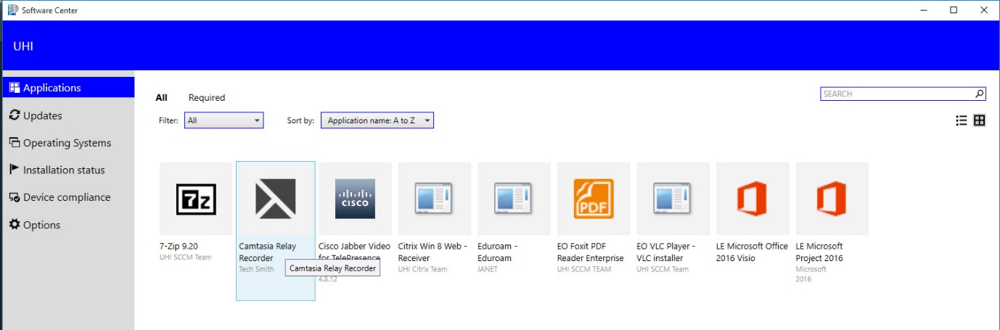 Software Center
UHI
Applications
Updates
Operating Systems
Installation status
Device compliance
Options
All Required
SEARCH
Filter: All Sort by: Application name: A to Z
7z
CISCO
PDF
7-Zip 9.20
UHI SCCM Team
Camtasia Relay
Recorder
Tech Smith
Camtasia Relay Recorder
Cisco Jabber Video
for TelePresence
4.8.12
Citrix Win 8 Web -
Receiver
UHI Citrix Team
Eduroam -
Eduroam
JANET
EO Foxit PDF
Reader Enterprise
UHI SCCM TEAM
EO VLC Player -
VLC installer
UHI SCCM Team
LE Microsoft Office
2016 Visio
LE Microsoft
Project 2016
Microsoft
2016